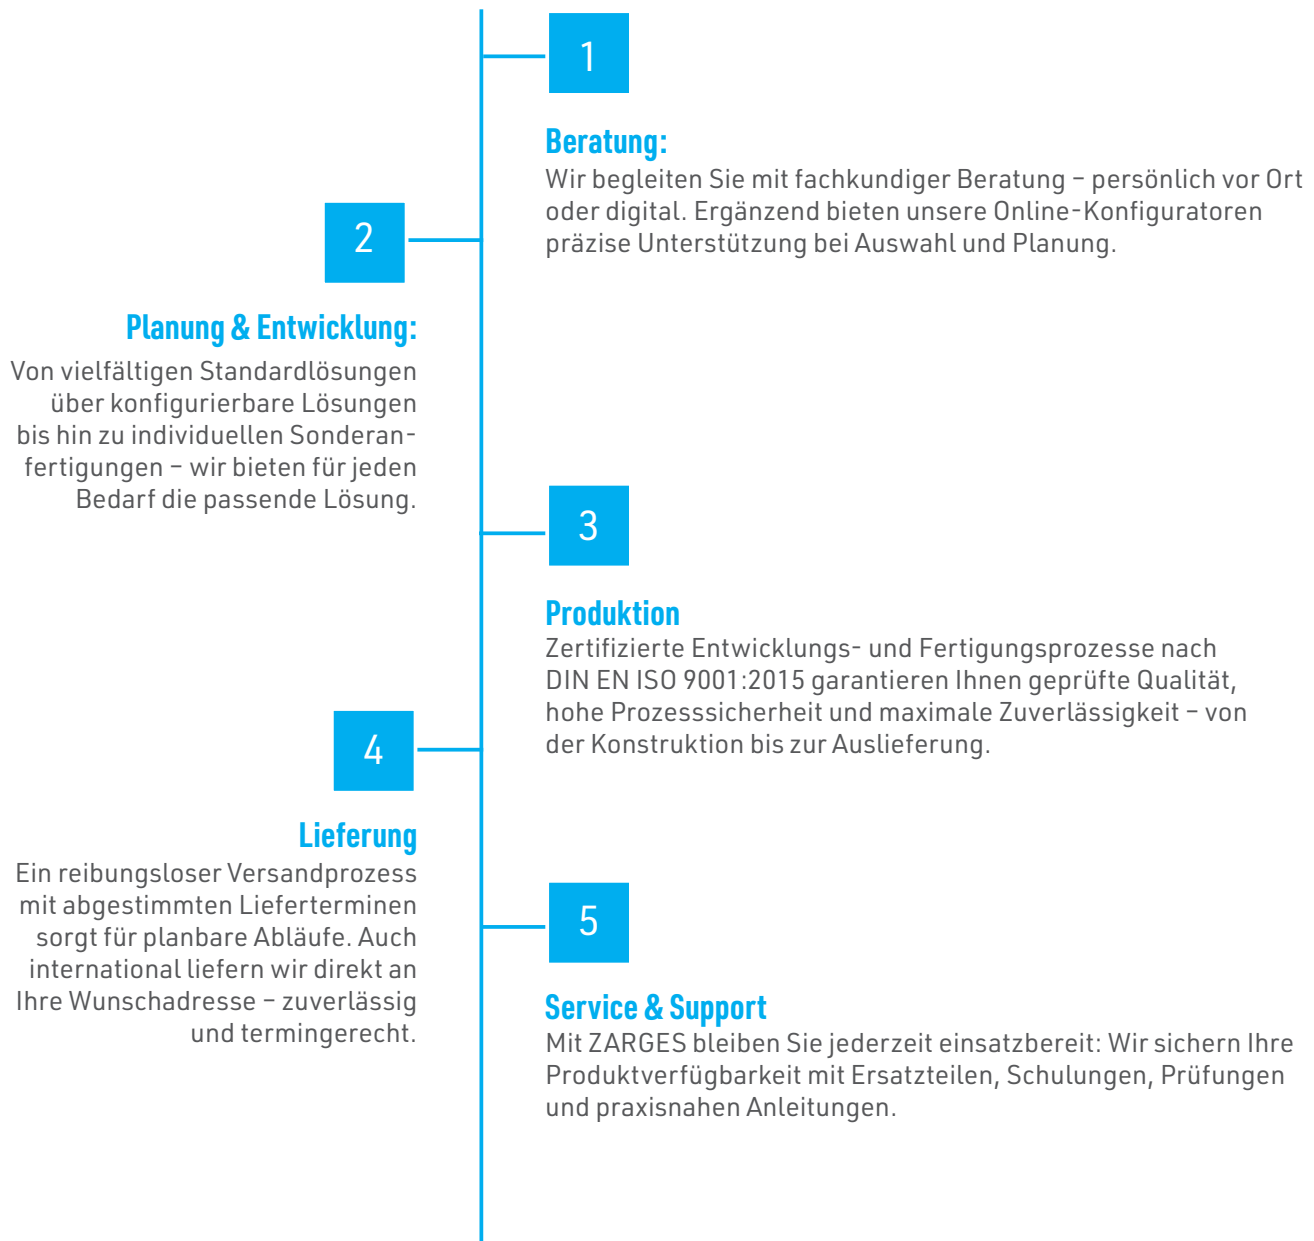 1
Beratung:
Wir begleiten Sie mit fachkundiger Beratung – persönlich vor Ort
oder digital. Ergänzend bieten unsere Online-Konfiguratoren
präzise Unterstützung bei Auswahl und Planung.
2
Planung & Entwicklung:
Von vielfältigen Standardlösungen
über konfigurierbare Lösungen
bis hin zu individuellen Sonderan-
fertigungen – wir bieten für jeden
Bedarf die passende Lösung.
3
Produktion
Zertifizierte Entwicklungs- und Fertigungsprozesse nach
DIN EN ISO 9001:2015 garantieren Ihnen geprüfte Qualität,
hohe Prozesssicherheit und maximale Zuverlässigkeit – von
der Konstruktion bis zur Auslieferung.
4
Lieferung
Ein reibungsloser Versandprozess
mit abgestimmten Lieferterminen
sorgt für planbare Abläufe. Auch
international liefern wir direkt an
Ihre Wunschadresse – zuverlässig
und termingerecht.
5
Service & Support
Mit ZARGES bleiben Sie jederzeit einsatzbereit: Wir sichern Ihre
Produktverfügbarkeit mit Ersatzteilen, Schulungen, Prüfungen
und praxisnahen Anleitungen.